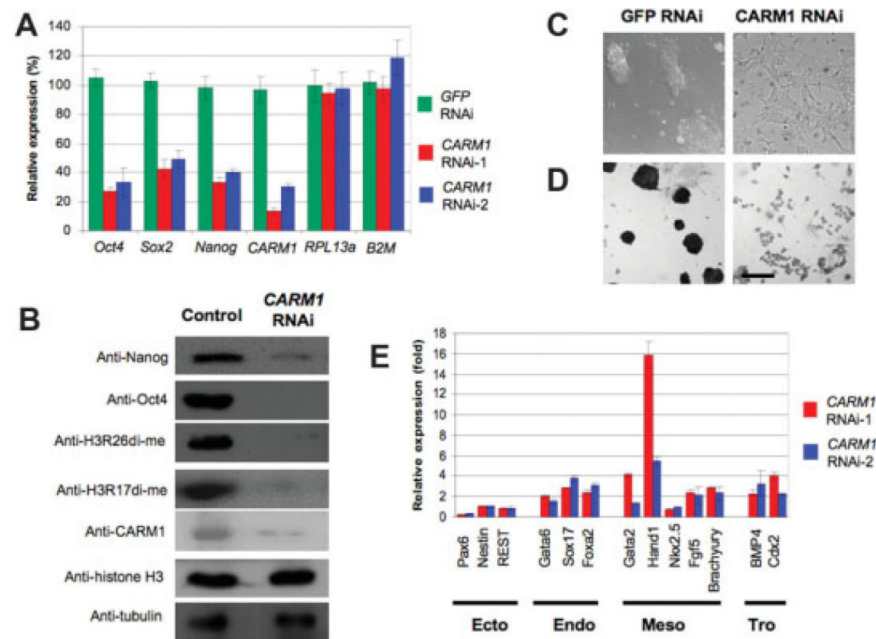 A
Relative expression (%)
140
120
100
80
60
40
20
0
Oct4 Sox2 Nanog CARM1 RPL13a B2M
GFP RNAi
CARM1 RNAi-1
CARM1 RNAi-2
C
GFP RNAi CARM1 RNAi
D
B
Control CARM1 RNAi
Anti-Nanog
Anti-Oct4
Anti-H3R26di-me
Anti-H3R17di-me
Anti-CARM1
Anti-histone H3
Anti-tubulin
E
Relative expression (fold)
18
16
14
12
10
8
6
4
2
0
Pax6
Nestin
REST
Gata6
Sox17
Foxa2
Gata2
Hand1
Nkx2.5
Fgf5
Brachyury
BMP4
Cdx2
Ecto Endo Meso Tro
CARM1 RNAi-1
CARM1 RNAi-2